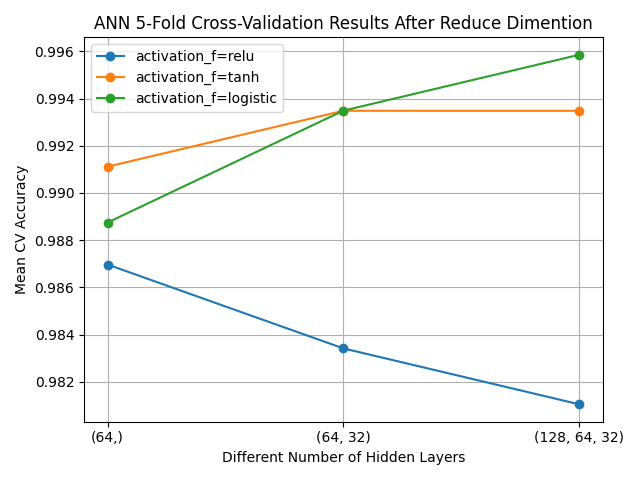 ANN 5-Fold Cross-Validation Results After Reduce Dimention
activation_f=relu
activation_f=tanh
activation_f=logistic
Mean CV Accuracy
0.996
0.994
0.992
0.990
0.988
0.986
0.984
0.982
(64,)
(64, 32)
(128, 64, 32)
Different Number of Hidden Layers